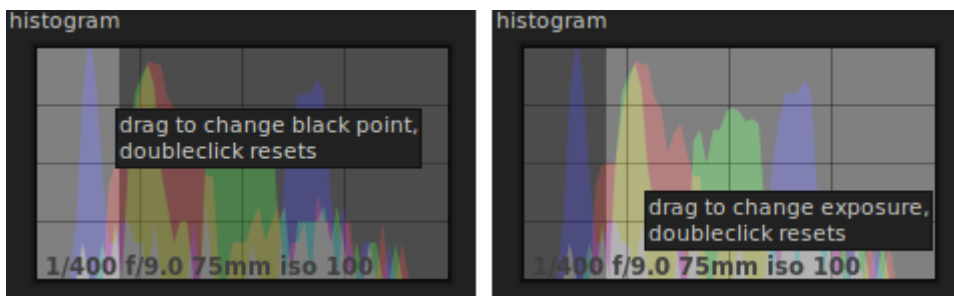 histogram
drag to change black point,
doubleclick resets
1/400 f/9.0 75mm iso 100
histogram
drag to change exposure,
doubleclick resets
1/400 f/9.0 75mm iso 100